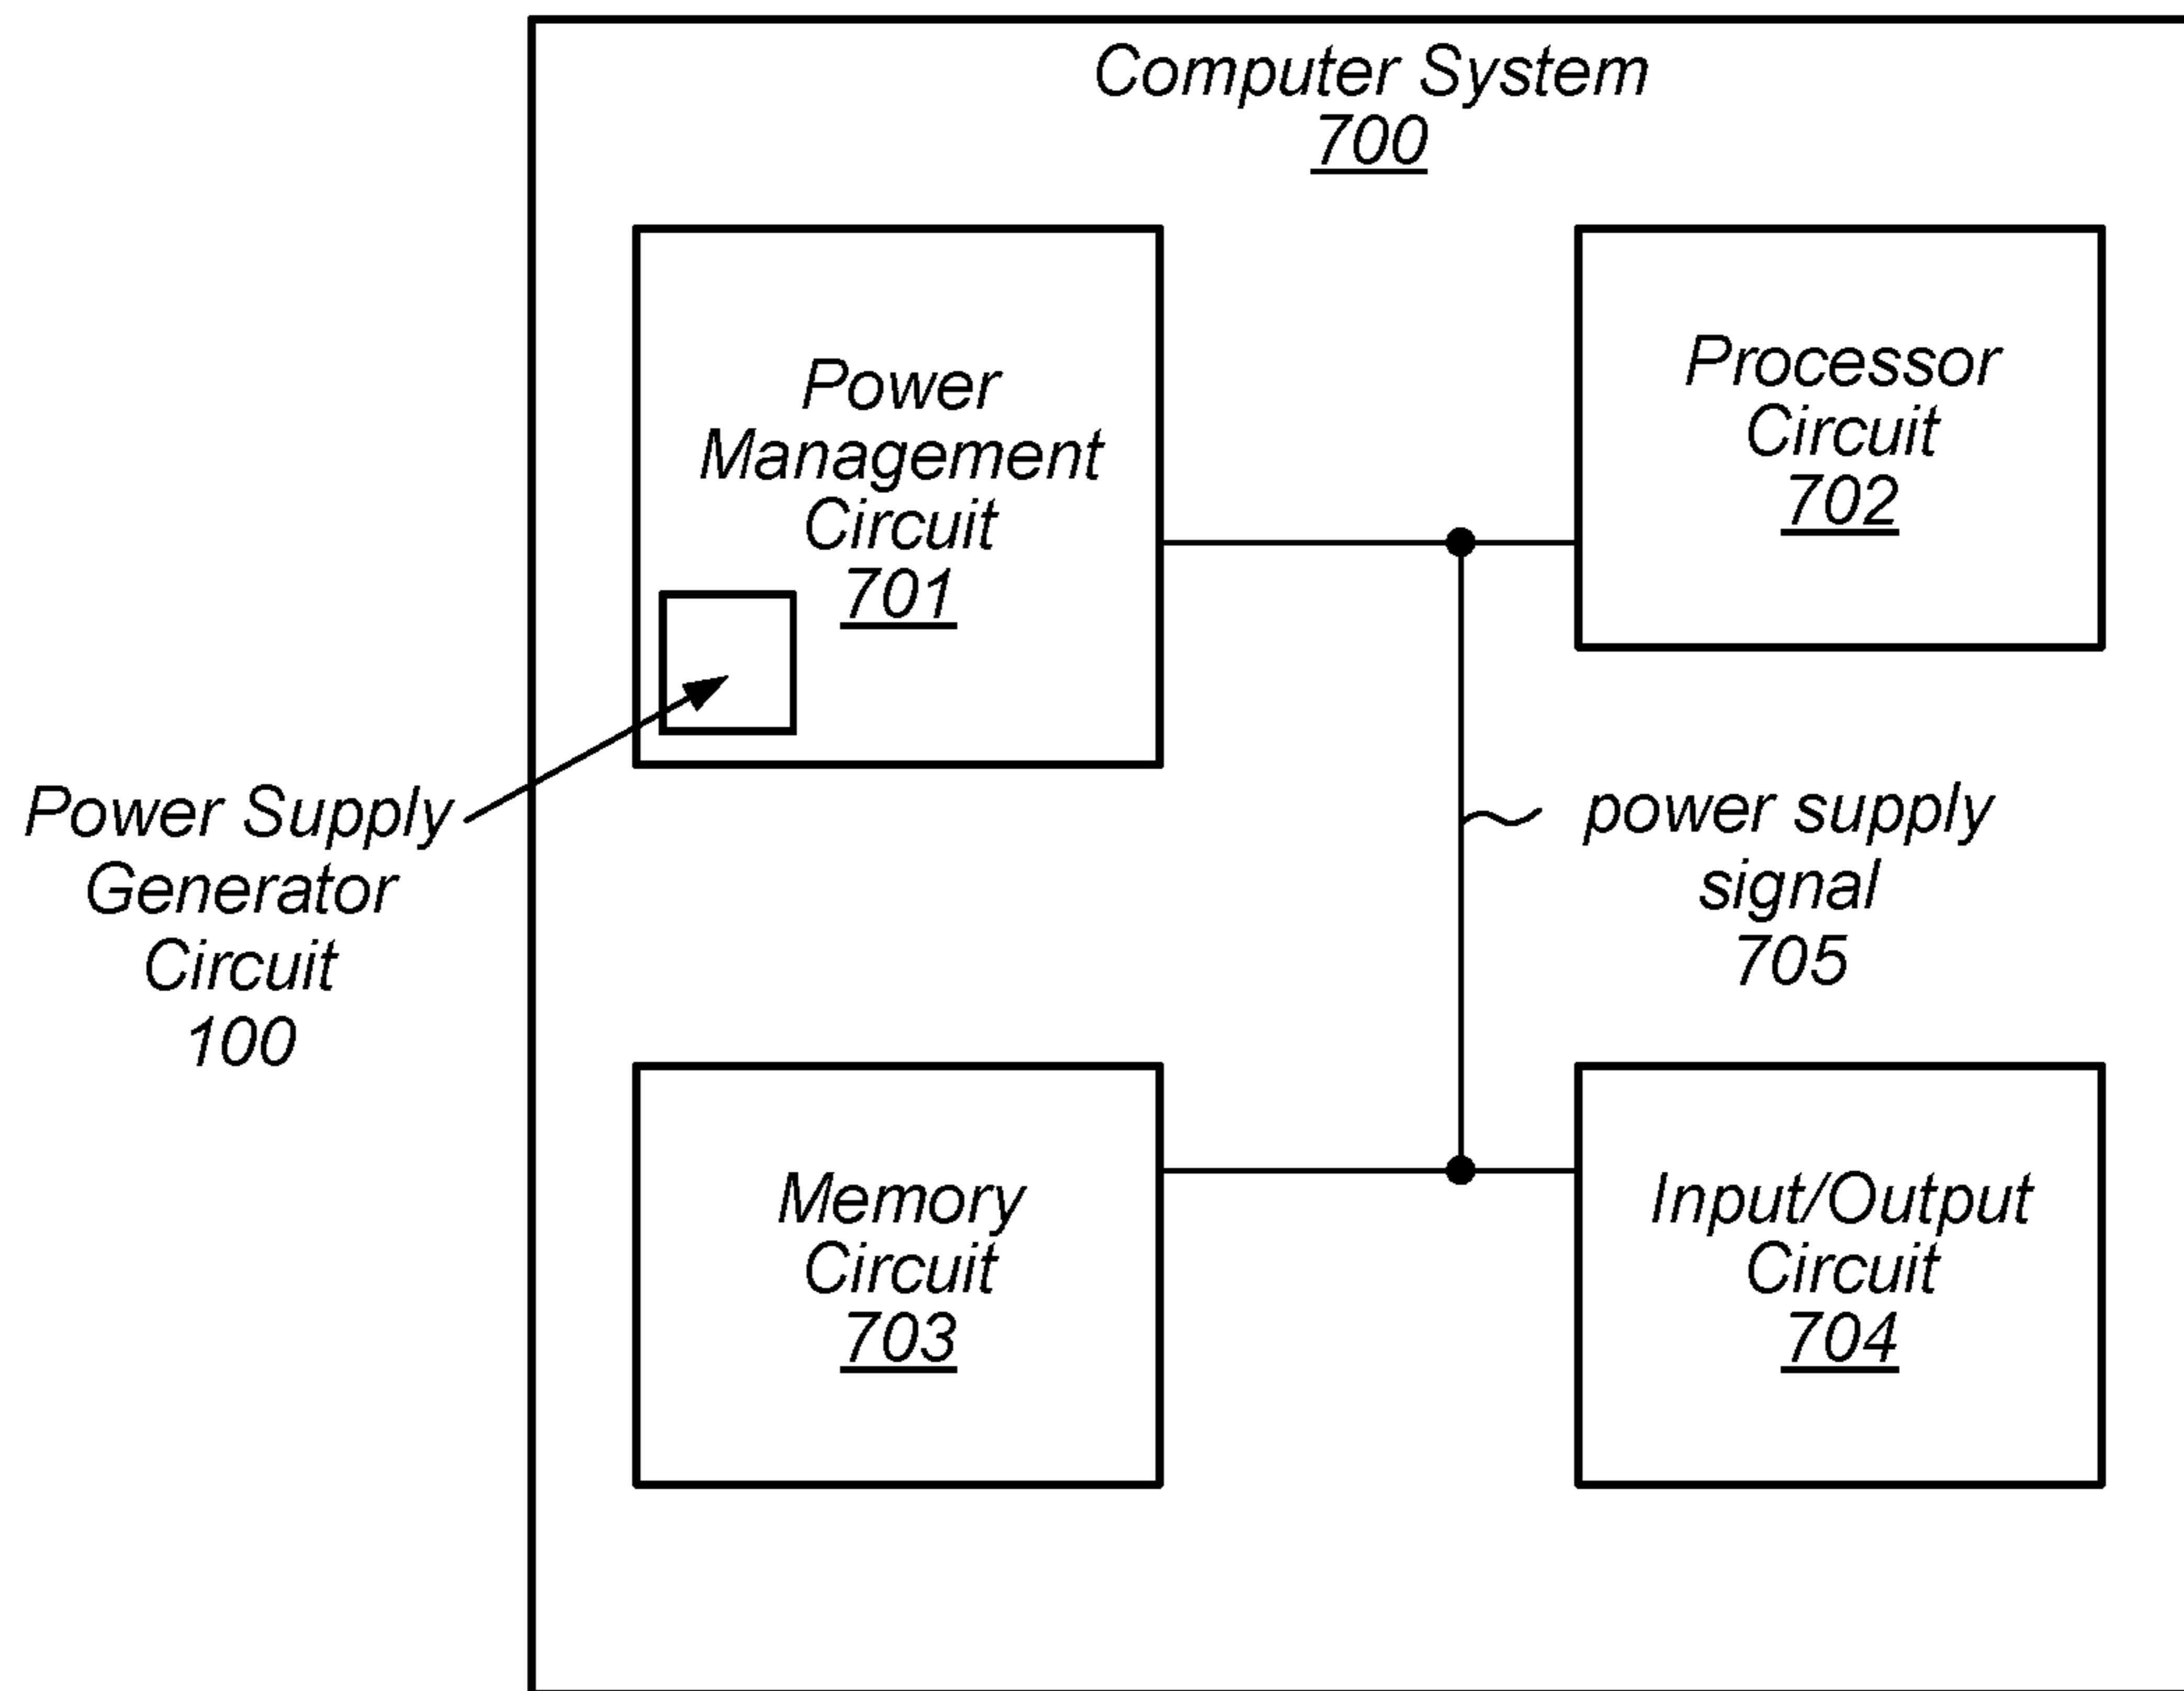 Computer System
700
Power
Management
Circuit
701
Processor
Circuit
702
Power Supply
Generator
Circuit
100
power supply
signal
705
Memory
Circuit
703
Input/Output
Circuit
704